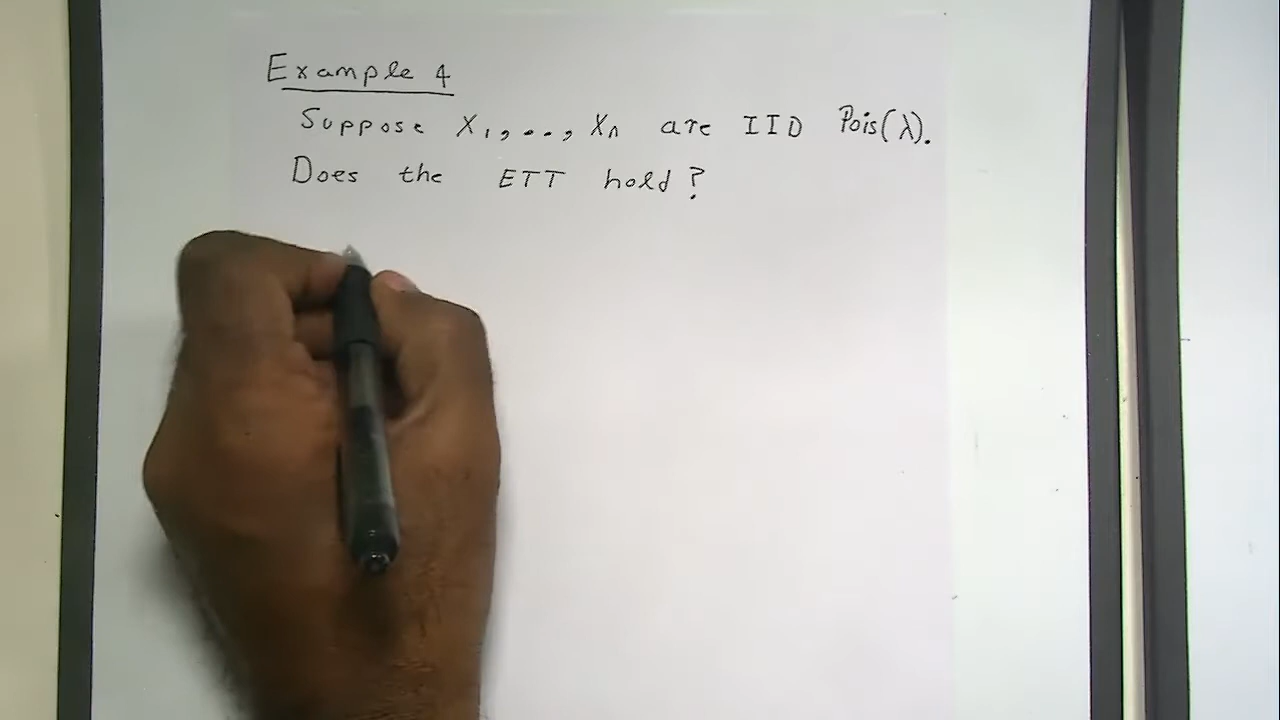 Example 4
Suppose X₁, ..., Xₙ are IID Pois(λ).
Does the ETT hold?